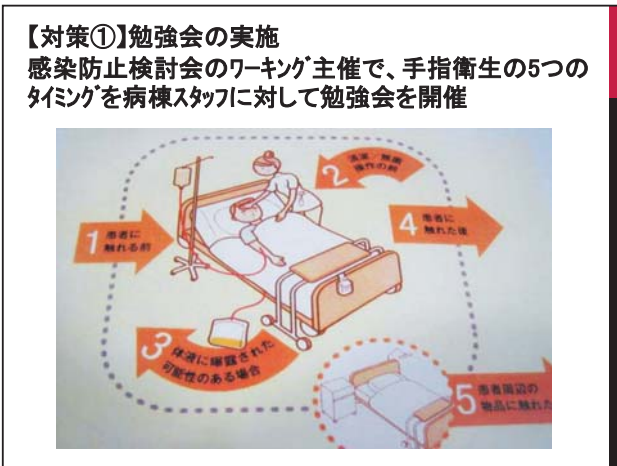 【対策①】勉強会の実施
感染防止検討会のワーキング主催で、手指衛生の5つの
タイミングを病棟スタッフに対して勉強会を開催
1 患者に
触れる前
2 清潔/無菌
操作の前
3 体液に曝露された
可能性のある場合
4 患者に
触れた後
5 患者周辺の
物品に触れた